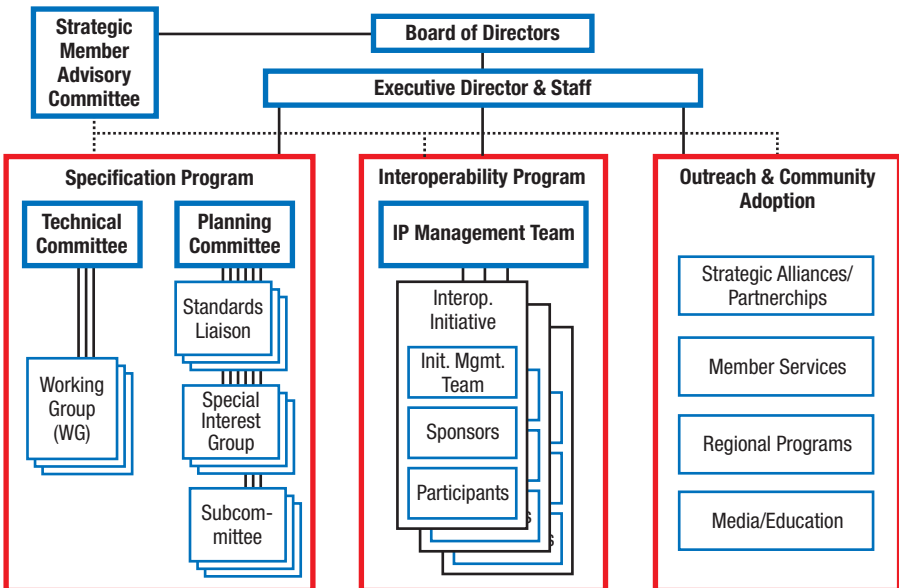 Strategic
Member
Advisory
Committee
Board of Directors
Executive Director & Staff
Specification Program
Technical
Committee
Planning
Committee
Standards
Liaison
Working
Group
(WG)
Special
Interest
Group
Subcom-
mittee
Interoperability Program
IP Management Team
Interop.
Initiative
Init. Mgmt.
Team
Sponsors
Participants
s
s
Outreach & Community
Adoption
Strategic Alliances/
Partnerchips
Member Services
Regional Programs
Media/Education